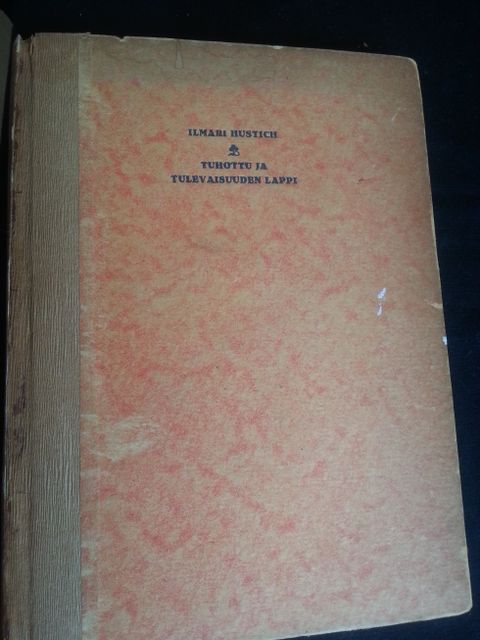 ILMARI HUSTICH
TUHOTTU JA
TULEVAISUUDEN LAPPI